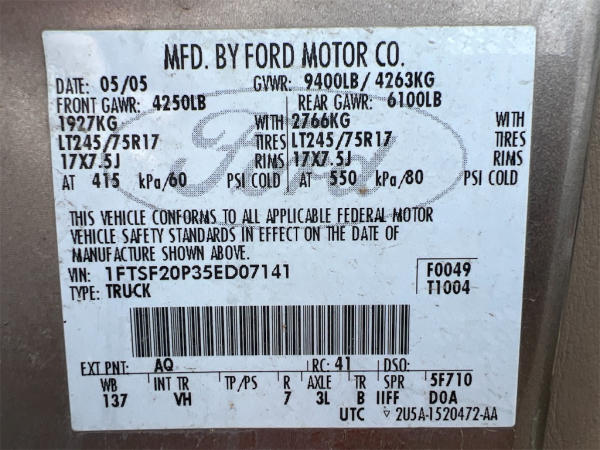 MFD. BY FORD MOTOR CO.
DATE: 05/05 GVWR: 9400LB/ 4263KG
FRONT GAWR: 4250LB REAR GAWR: 6100LB
1927KG WITH 2766KG WITH
LT245/75R17 TIRES LT245/75R17 TIRES
17X7.5J RIMS 17X7.5J RIMS
AT 415 kPa/60 PSI COLD AT 550 kPa/80 PSI COLD
Ford
THIS VEHICLE CONFORMS TO ALL APPLICABLE FEDERAL MOTOR
VEHICLE SAFETY STANDARDS IN EFFECT ON THE DATE OF
MANUFACTURE SHOWN ABOVE.
VIN: 1FTSF20P35ED07141 F0049
TYPE: TRUCK T1004
EXT PNT: AQ RC: 41 DSO:
WB INT TR TP/PS R AXLE TR SPR 5F710
137 VH 7 3L B IIFF D0A
UTC ▽ 2U5A-1520472-AA